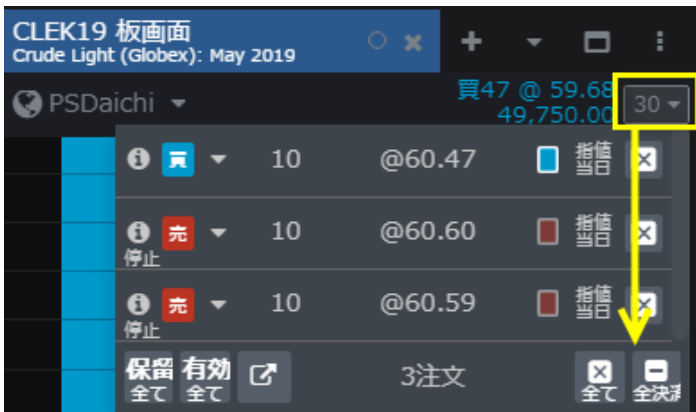 CLEK19 板画面
Crude Light (Globex): May 2019
PSDaichi
買47 @ 59.68
49,750.00
30
買 10 @60.47 指値
当日
売 10 @60.60 指値
当日
停止
売 10 @60.59 指値
当日
停止
保留 有効 3注文
全て 全て 全て 全決済